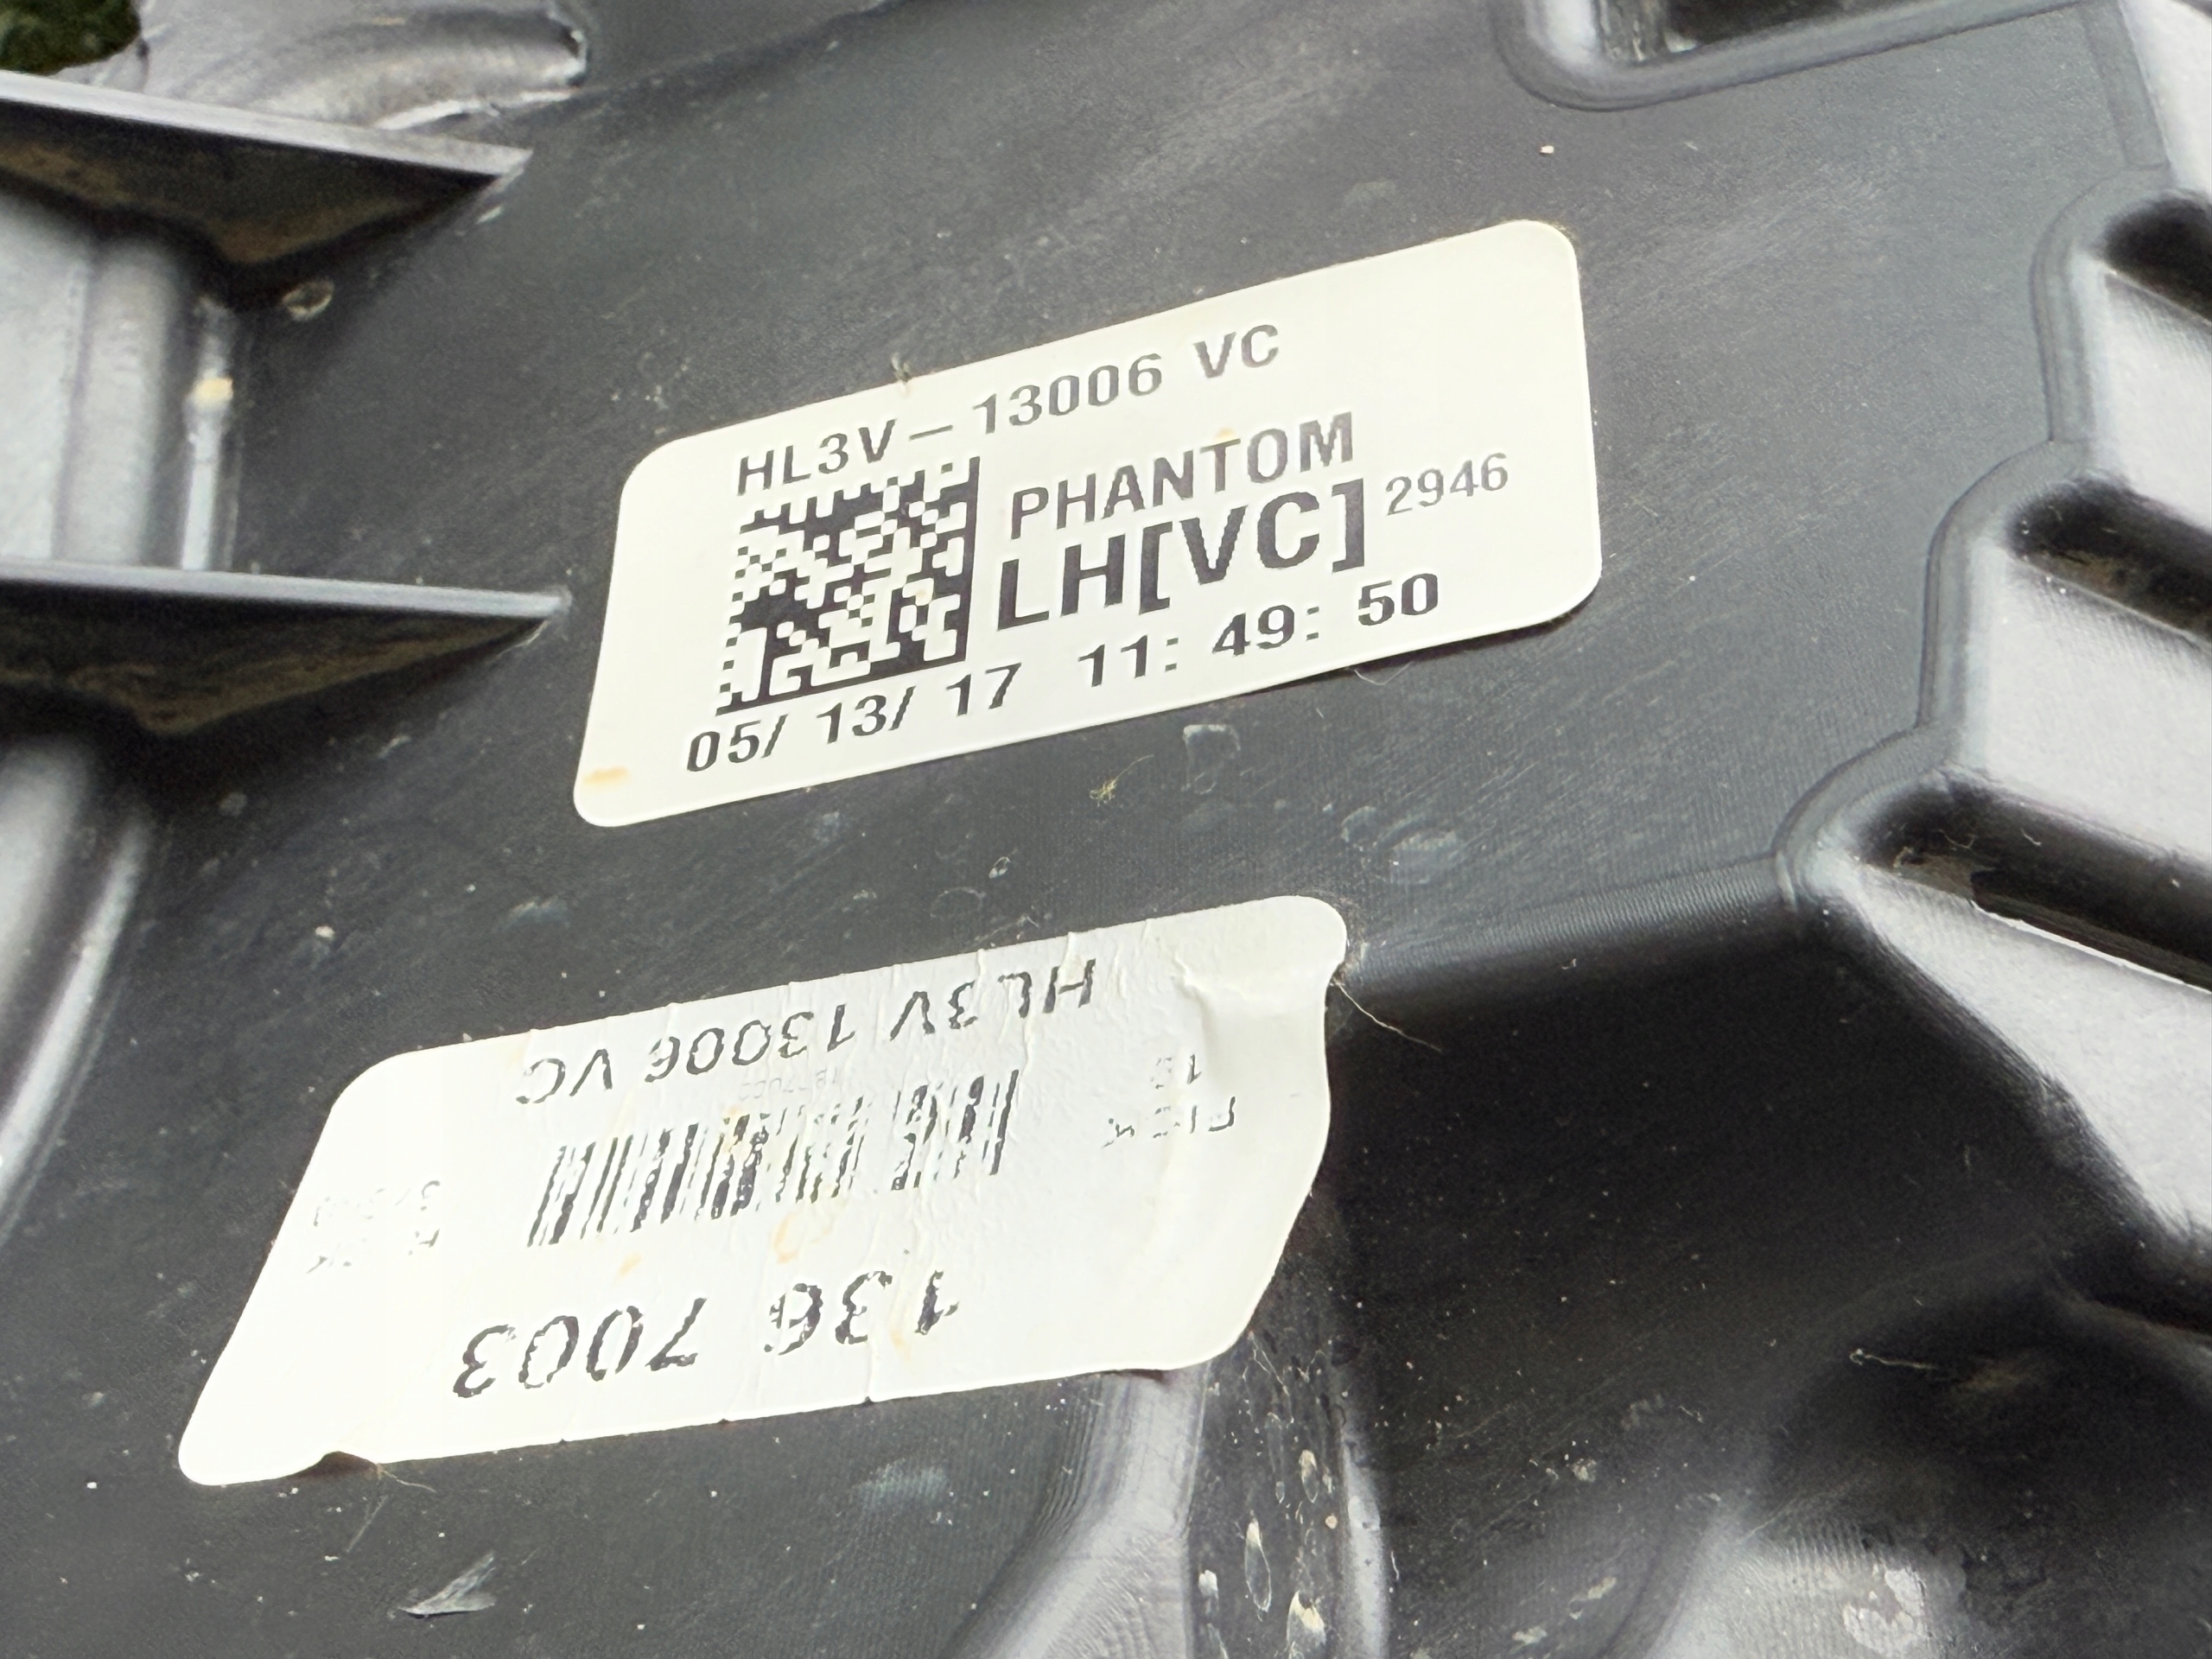 HL3V-13006 VC
PHANTOM
LH[VC] 2946
05/ 13/ 17 11: 49: 50
HL3V 13006 VC
136 7003